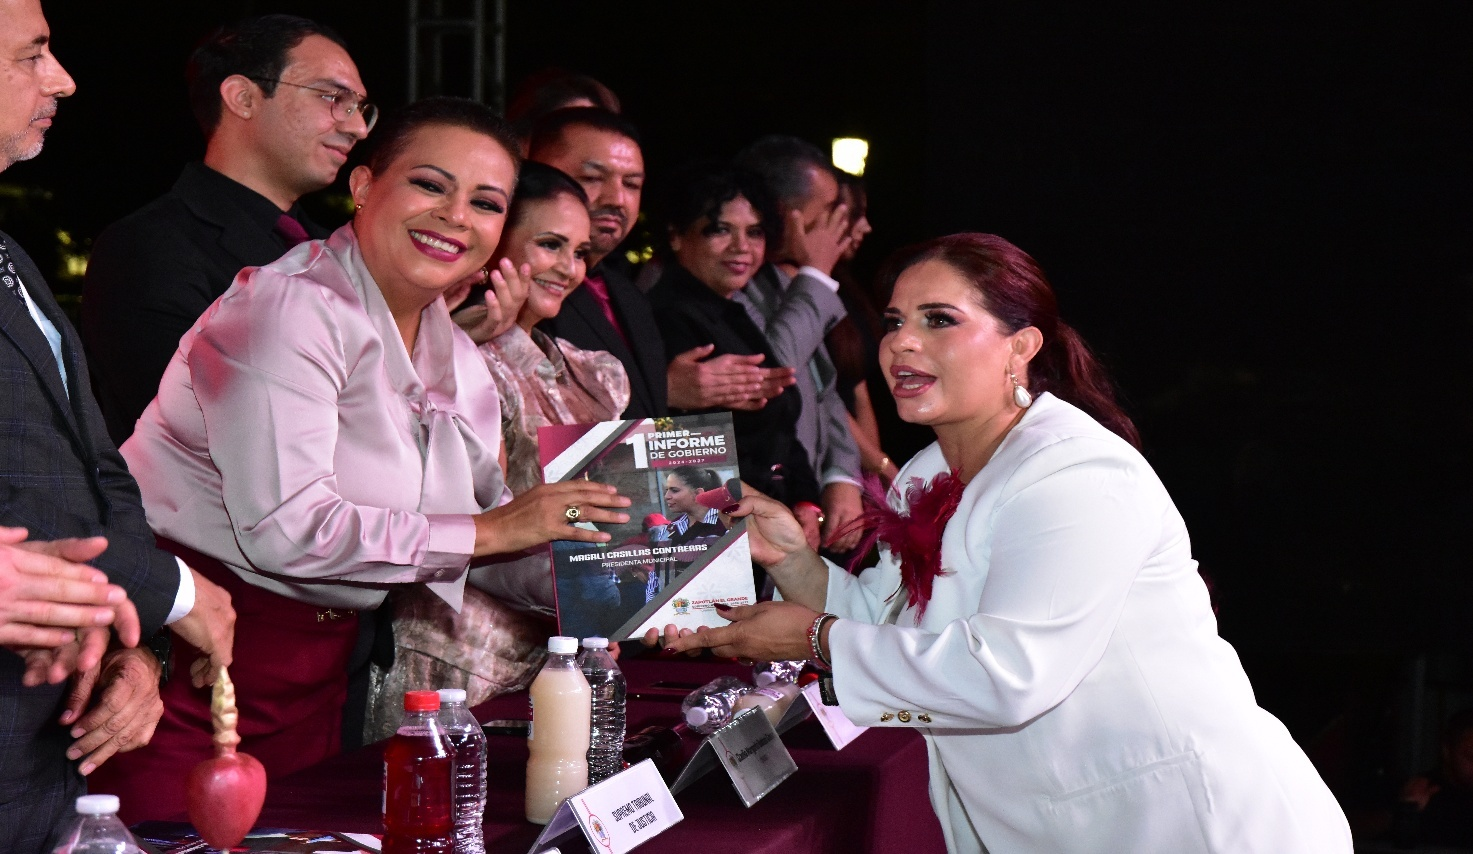 1 PRIMER
INFORME
DE GOBIERNO
2024-2027
MAGALI CASILLAS CONTRERAS
PRESIDENTA MUNICIPAL
ZAPOTLÁN EL GRANDE
SUPREMO TRIBUNAL
DE JUSTICIA